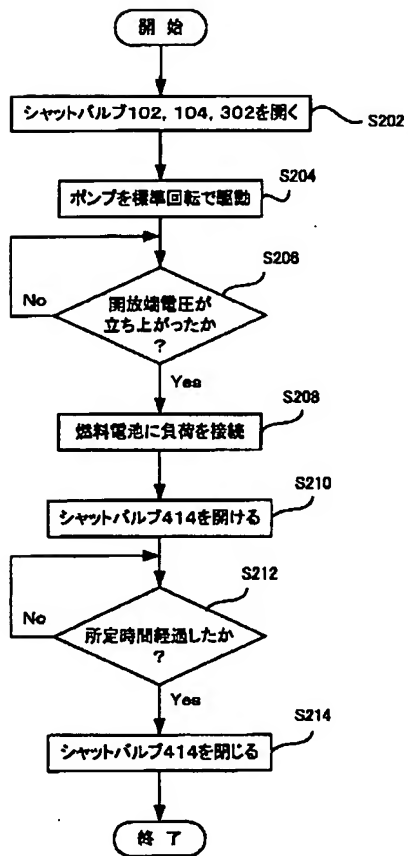 開 始
シャットバルブ102, 104, 302を開く
S202
S204
ポンプを標準回転で駆動
S206
No
開放端電圧が
立ち上がったか
?
Yes
S208
燃料電池に負荷を接続
S210
シャットバルブ414を開ける
S212
No
所定時間経過したか
?
Yes
S214
シャットバルブ414を閉じる
終 了